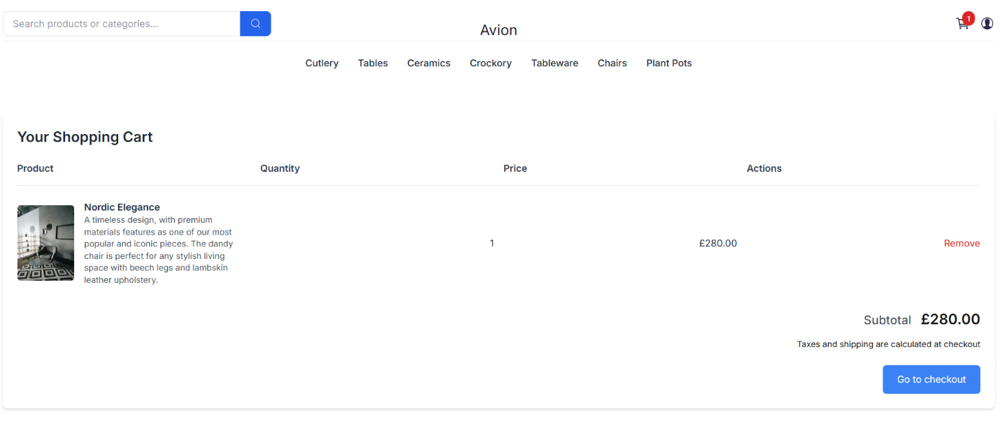 Search products or categories...
1
Avion
Cutlery Tables Ceramics Crockory Tableware Chairs Plant Pots
Your Shopping Cart
Product Quantity Price Actions
Nordic Elegance
A timeless design, with premium
materials features as one of our most
popular and iconic pieces. The dandy
chair is perfect for any stylish living
space with beech legs and lambskin
leather upholstery.
1 £280.00 Remove
Subtotal £280.00
Taxes and shipping are calculated at checkout
Go to checkout